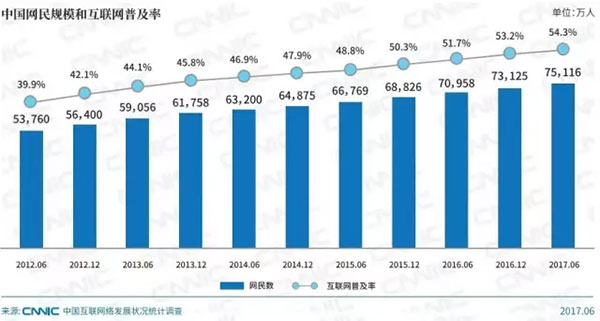 中国网民规模和互联网普及率 单位:万人
39.9% 42.1% 44.1% 45.8% 46.9% 47.9% 48.8% 50.3% 51.7% 53.2% 54.3%
53,760 56,400 59,056 61,758 63,200 64,875 66,769 68,826 70,958 73,125 75,116
2012.06 2012.12 2013.06 2013.12 2014.06 2014.12 2015.06 2015.12 2016.06 2016.12 2017.06
网民数 互联网普及率
来源: CNNIC 中国互联网络发展状况统计调查 2017.06